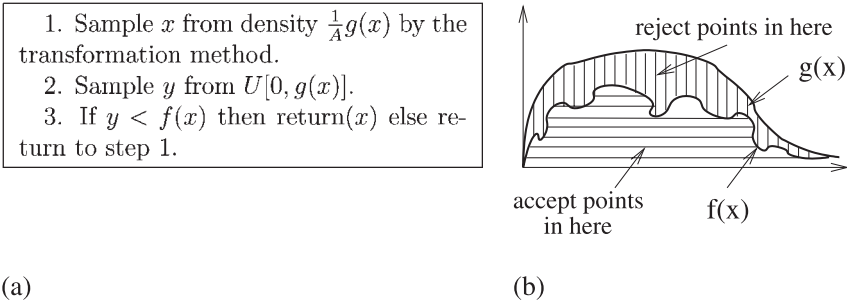 1. Sample x from density \frac{1}{A}g(x) by the
transformation method.
2. Sample y from U[0, g(x)].
3. If y < f(x) then return(x) else re-
turn to step 1.
(a)
reject points in here
g(x)
accept points
in here
f(x)
(b)